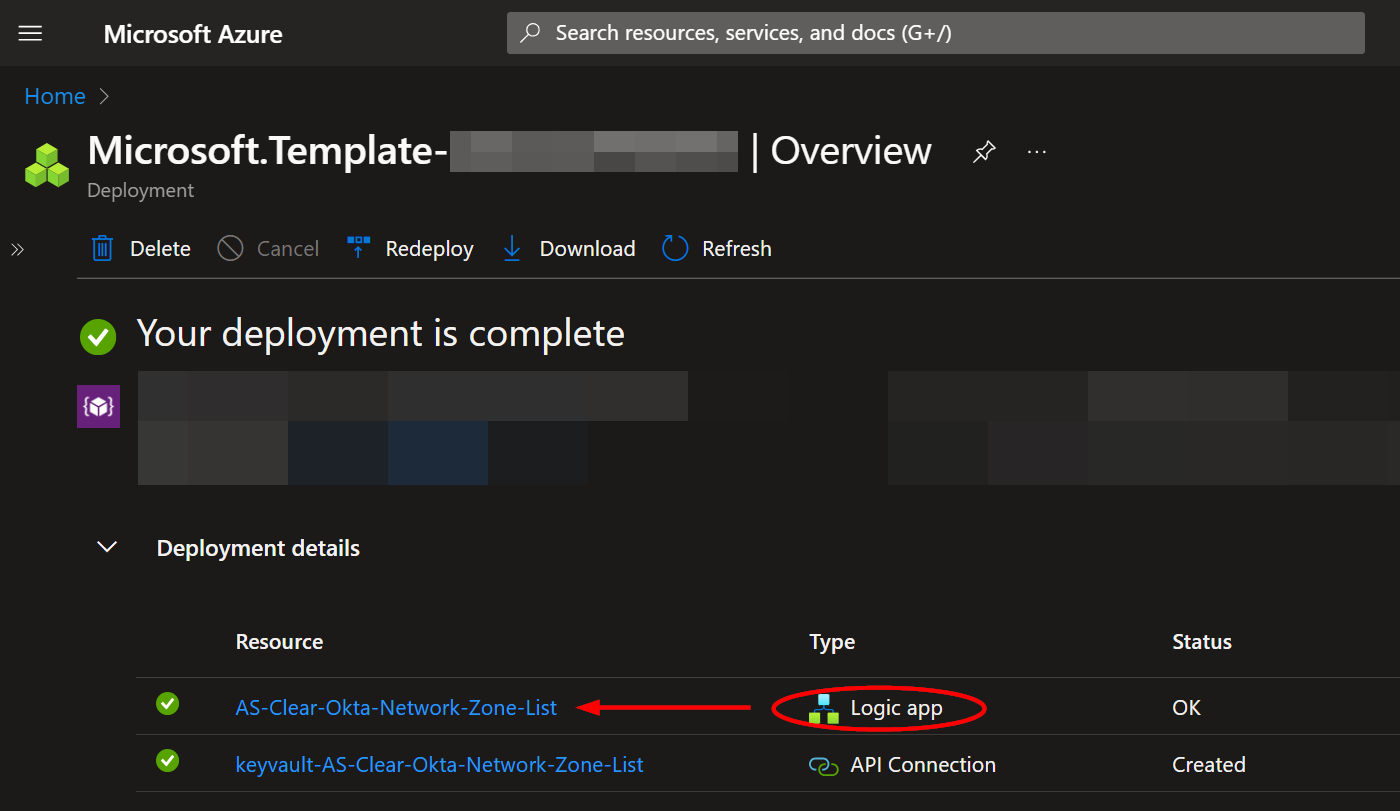 Microsoft Azure
Search resources, services, and docs (G+/)
Home
Microsoft.Template- | Overview
Deployment
Delete Cancel Redeploy Download Refresh
Your deployment is complete
Deployment details
Resource Type Status
AS-Clear-Okta-Network-Zone-List Logic app OK
keyvault-AS-Clear-Okta-Network-Zone-List API Connection Created